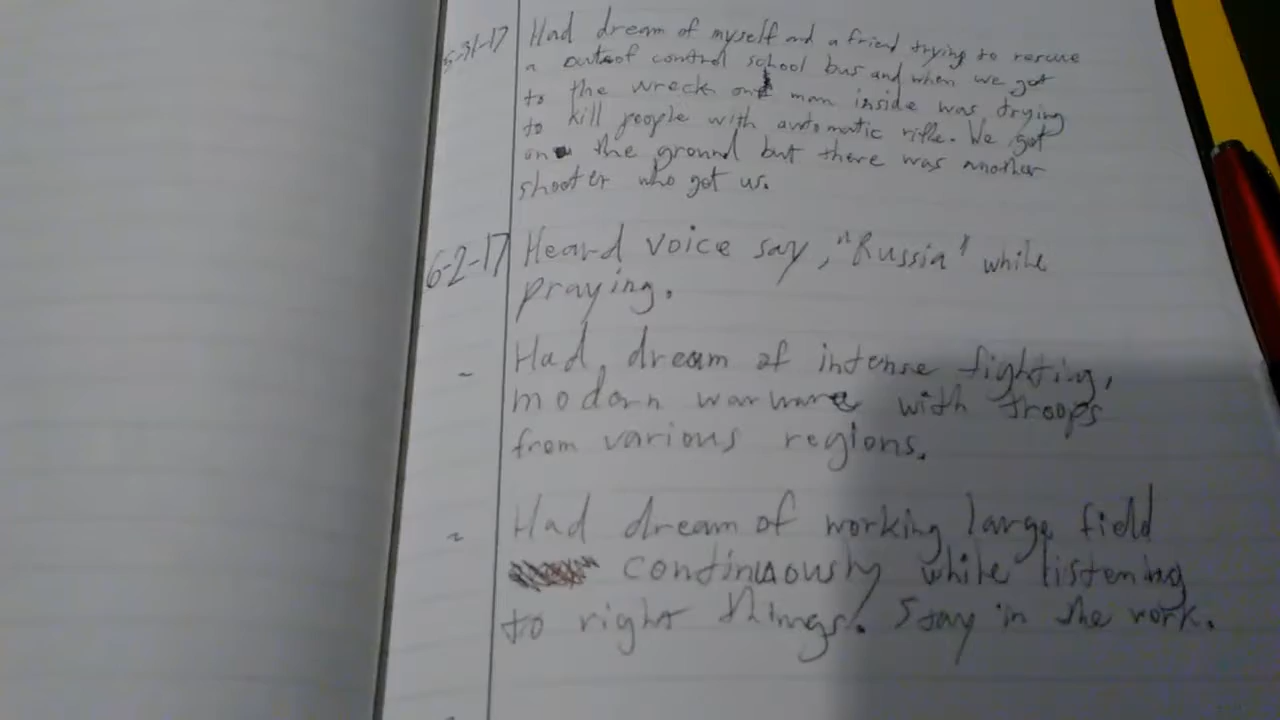 5-31-17 Had dream of myself and a friend trying to rescue
a out of control school bus and when we got
to the wreck one man inside was trying
to kill people with automatic rifle. We got
on the ground but there was another
shooter who got us.
6-2-17 Heard voice say, "Russia" while
praying.
~ Had dream of intense fighting,
modorn warware with troops
from various regions.
~ Had dream of working large field
continuously while listening
to right things. Stay in the work.